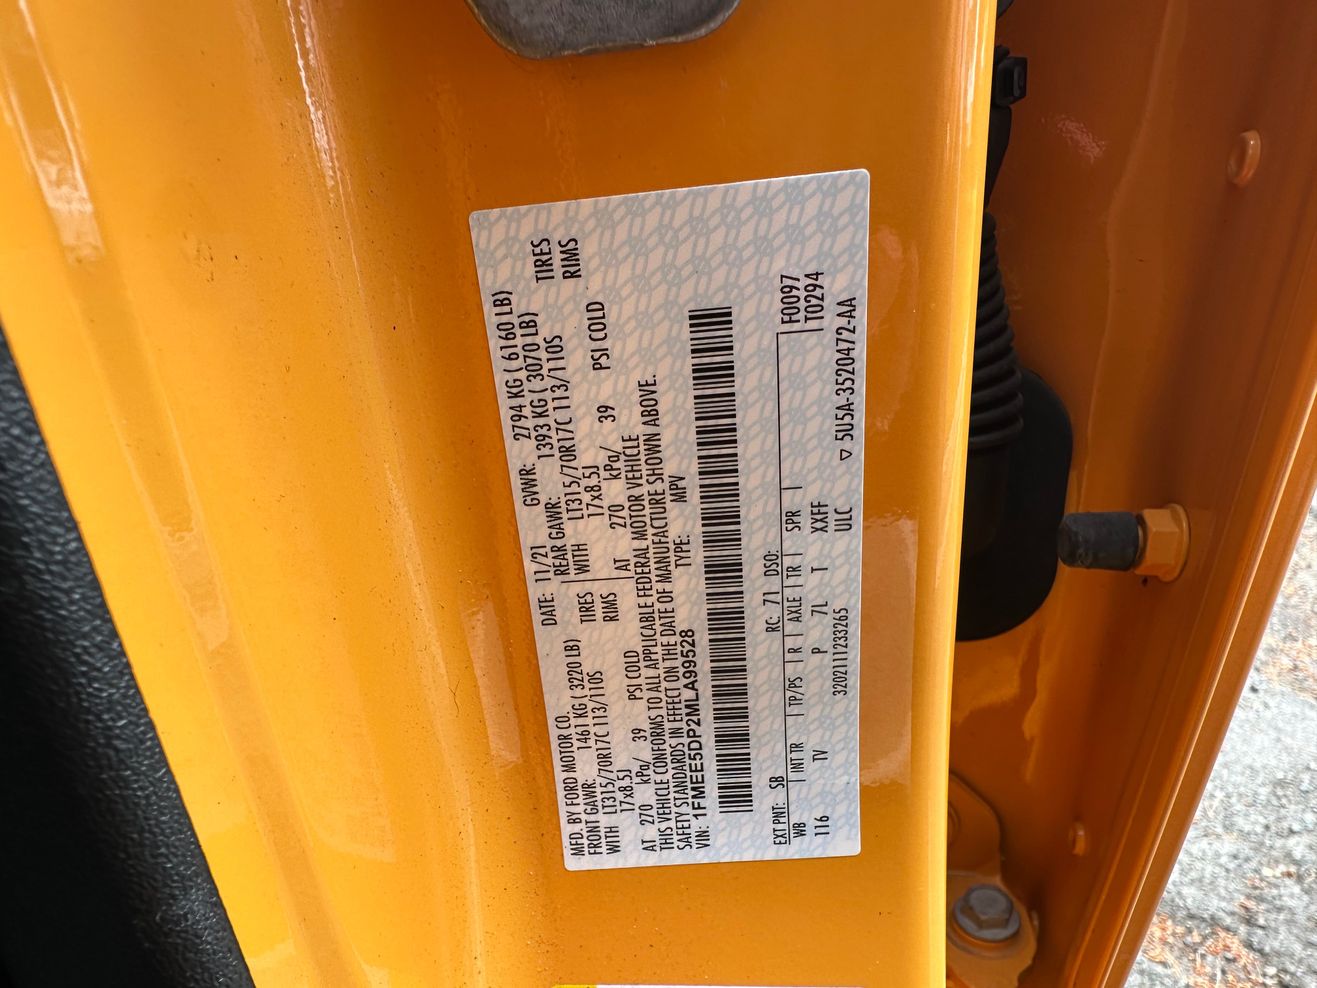 MFD. BY FORD MOTOR CO. DATE: 11/21 GVWR: 2794 KG ( 6160 LB)
FRONT GAWR: 1461 KG ( 3220 LB) REAR GAWR: 1393 KG ( 3070 LB)
WITH LT315/70R17C 113/110S TIRES WITH LT315/70R17C 113/110S TIRES
17x8.5J RIMS 17x8.5J RIMS
AT 270 kPa/ 39 PSI COLD AT 270 kPa/ 39 PSI COLD
THIS VEHICLE CONFORMS TO ALL APPLICABLE FEDERAL MOTOR VEHICLE
SAFETY STANDARDS IN EFFECT ON THE DATE OF MANUFACTURE SHOWN ABOVE.
VIN: 1FMEE5DP2MLA99528 TYPE: MPV
EXT PNT: SB RC: 71 DSO: F0097
WB INT TR TP/PS R AXLE TR SPR T0294
116 TV P 7L T XXFF
3202111233265 ULC ▽ 5U5A-3520472-AA